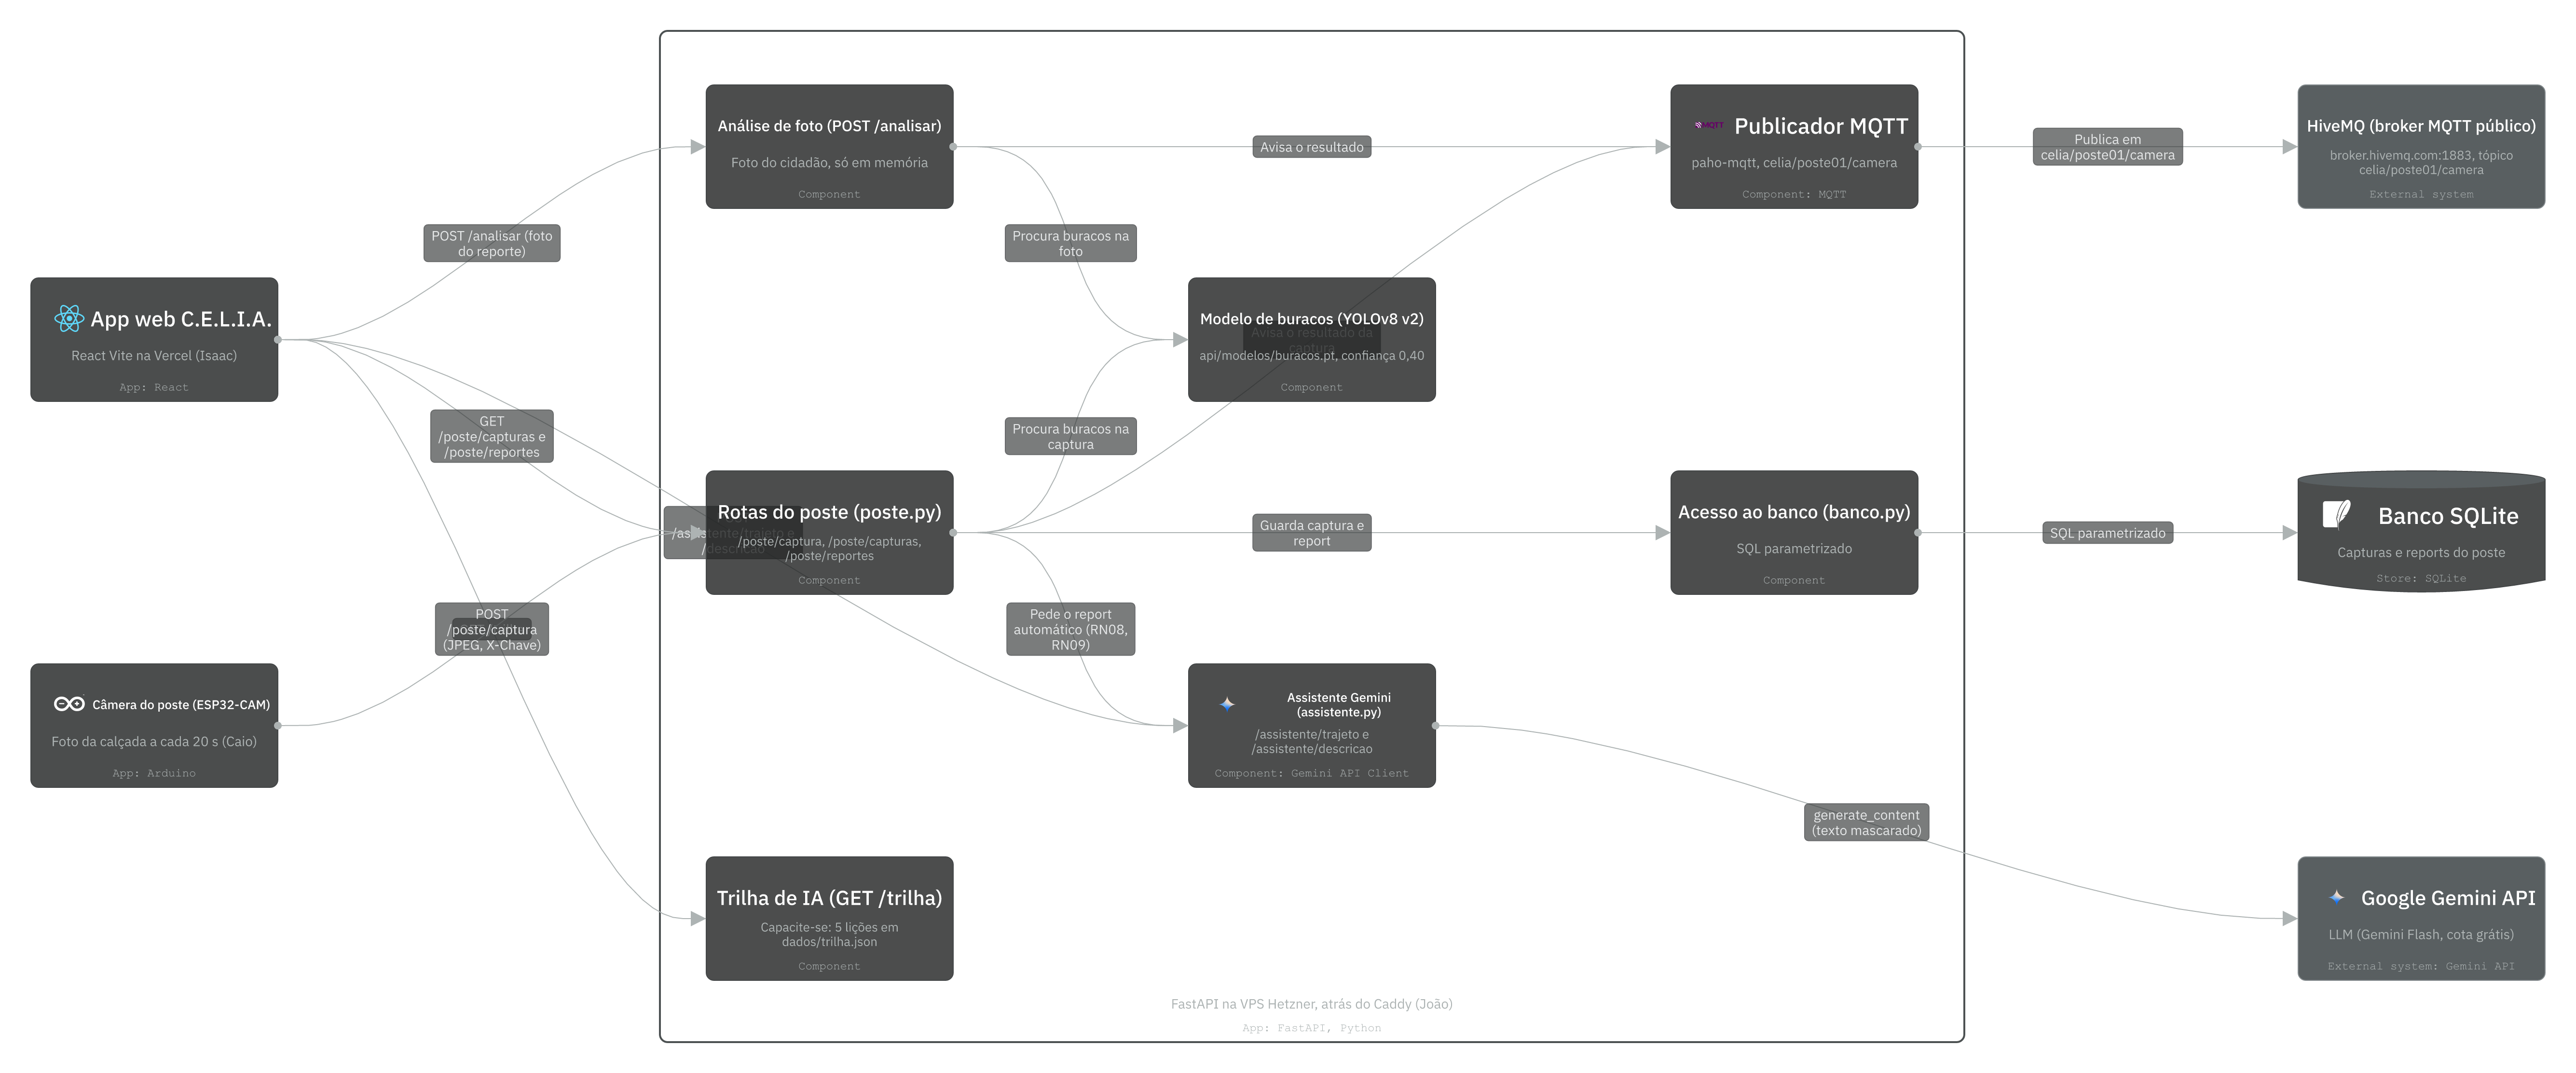 Análise de foto (POST /analisar)
Foto do cidadão, só em memória
Component
Avisa o resultado
MQTT
Publicador MQTT
paho-mqtt, celia/poste01/camera
Component: MQTT
Publica em
celia/poste01/camera
HiveMQ (broker MQTT público)
broker.hivemq.com:1883, tópico
celia/poste01/camera
External system
POST /analisar (foto
do reporte)
Procura buracos na
foto
App web C.E.L.I.A.
React Vite na Vercel (Isaac)
App: React
Modelo de buracos (YOLOv8 v2)
Avisa o resultado da
captura
api/modelos/buracos.pt, confiança 0,40
Component
GET
/poste/capturas e
/poste/reportes
Procura buracos na
captura
Rotas do poste (poste.py)
/assistente/trajeto e
/descricao
/poste/captura, /poste/capturas,
/poste/reportes
Component
Guarda captura e
report
Acesso ao banco (banco.py)
SQL parametrizado
Component
SQL parametrizado
Banco SQLite
Capturas e reports do poste
Store: SQLite
POST
/poste/captura
(JPEG, X-Chave)
Pede o report
automático (RN08,
RN09)
Câmera do poste (ESP32-CAM)
Foto da calçada a cada 20 s (Caio)
App: Arduino
Assistente Gemini
(assistente.py)
/assistente/trajeto e
/assistente/descricao
Component: Gemini API Client
generate_content
(texto mascarado)
Trilha de IA (GET /trilha)
Capacite-se: 5 lições em
dados/trilha.json
Component
Google Gemini API
LLM (Gemini Flash, cota grátis)
External system: Gemini API
FastAPI na VPS Hetzner, atrás do Caddy (João)
App: FastAPI, Python